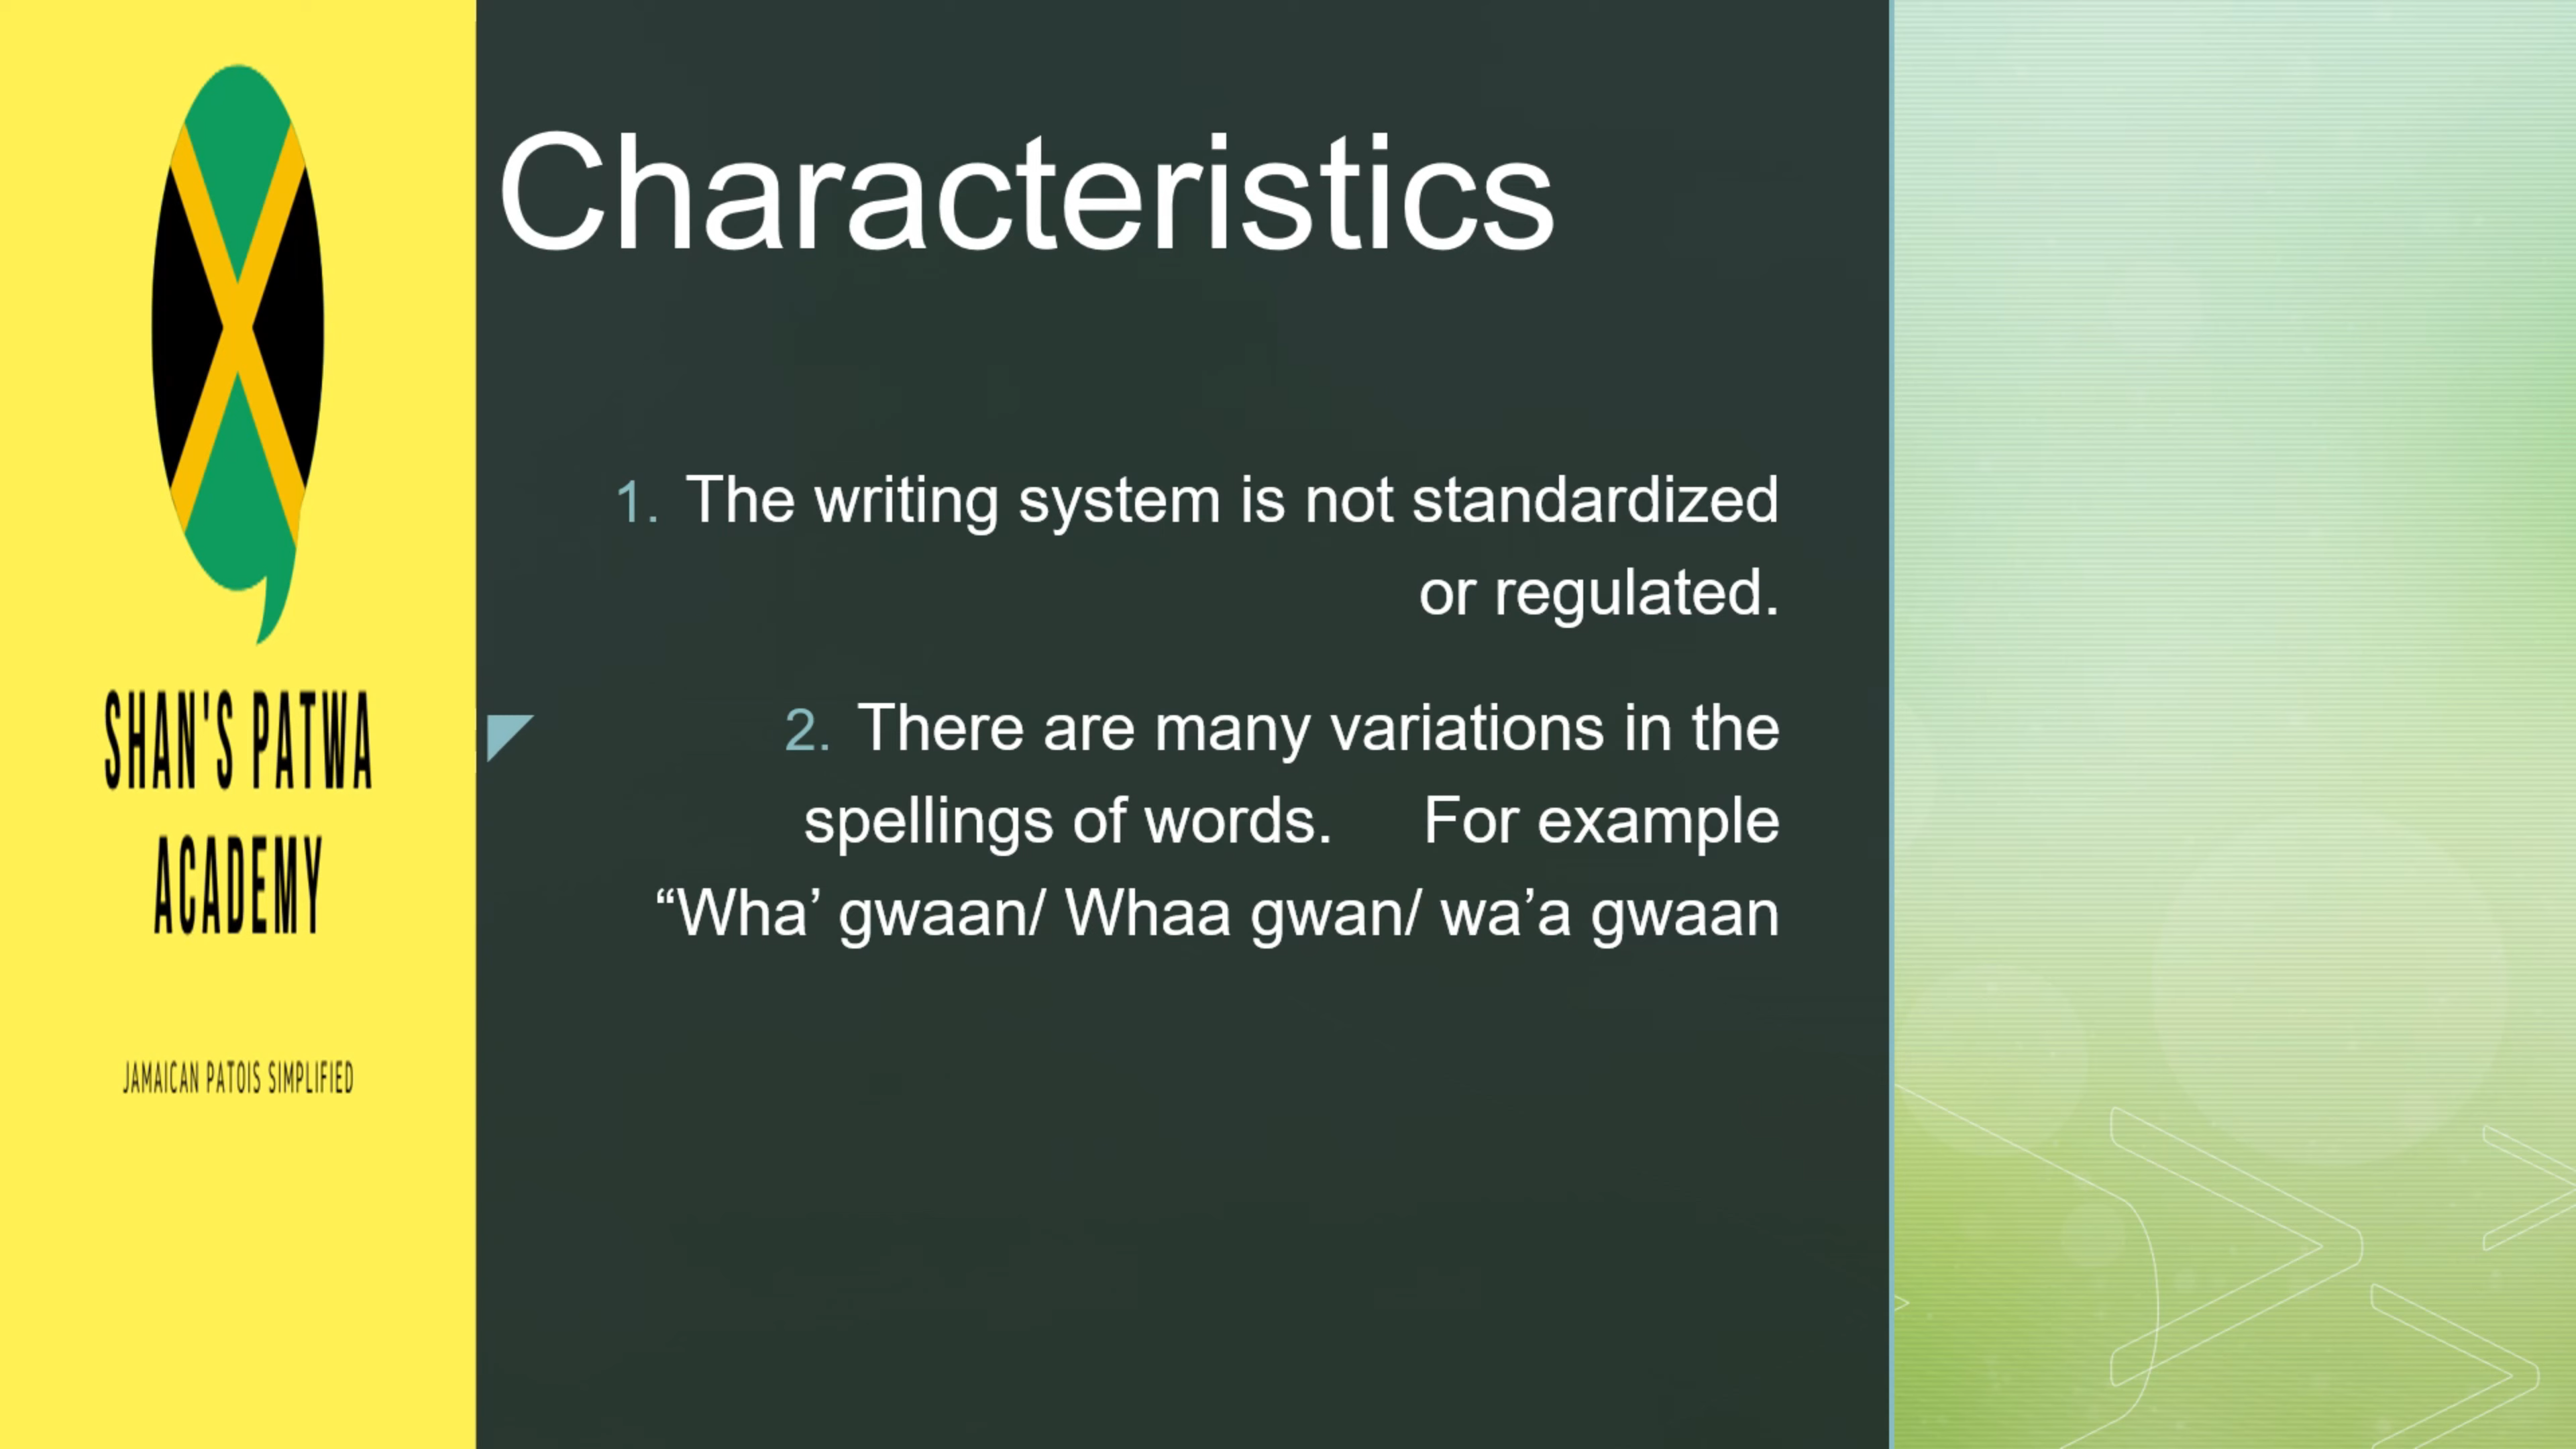 SHAN'S PATWA
ACADEMY
JAMAICAN PATOIS SIMPLIFIED
Characteristics
1. The writing system is not standardized
or regulated.
2. There are many variations in the
spellings of words. For example
“Wha’ gwaan/ Whaa gwan/ wa’a gwaan